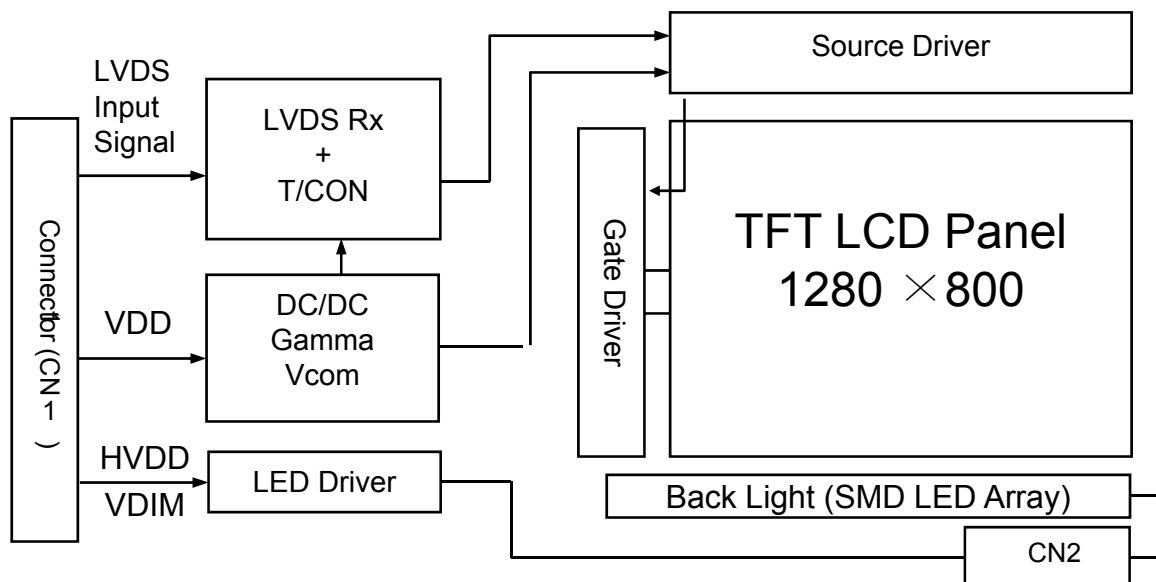 LVDS
Input
Signal
Connector (CN1)
LVDS Rx
+
T/CON
Source Driver
VDD
DC/DC
Gamma
Vcom
Gate Driver
TFT LCD Panel
1280 ×800
HVDD
VDIM
LED Driver
Back Light (SMD LED Array)
CN2